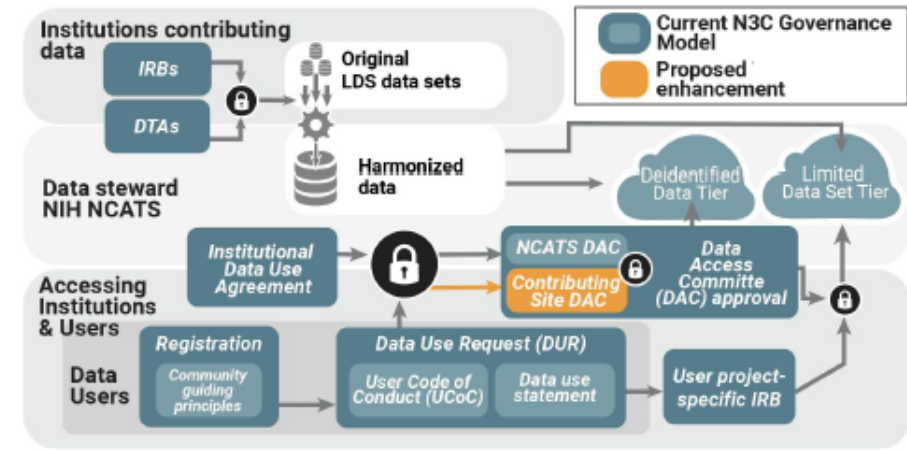 Institutions contributing
data
IRBs
DTAs
Original
LDS data sets
Current N3C Governance
Model
Proposed
enhancement
Data steward
NIH NCATS
Harmonized
data
Deidentified
Data Tier
Limited
Data Set Tier
Institutional
Data Use
Agreement
NCATS DAC
Contributing
Site DAC
Data
Access
Committe
(DAC) approval
Accessing
Institutions
& Users
Data
Users
Registration
Community
guiding
principles
Data Use Request (DUR)
User Code of
Conduct (UCoC)
Data use
statement
User project-
specific IRB